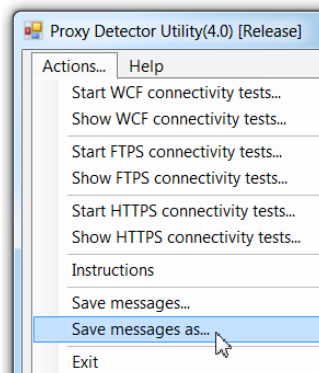 Proxy Detector Utility(4.0) [Release]
Actions... Help
Start WCF connectivity tests...
Show WCF connectivity tests...
Start FTPS connectivity tests...
Show FTPS connectivity tests...
Start HTTPS connectivity tests...
Show HTTPS connectivity tests...
Instructions
Save messages...
Save messages as...
Exit